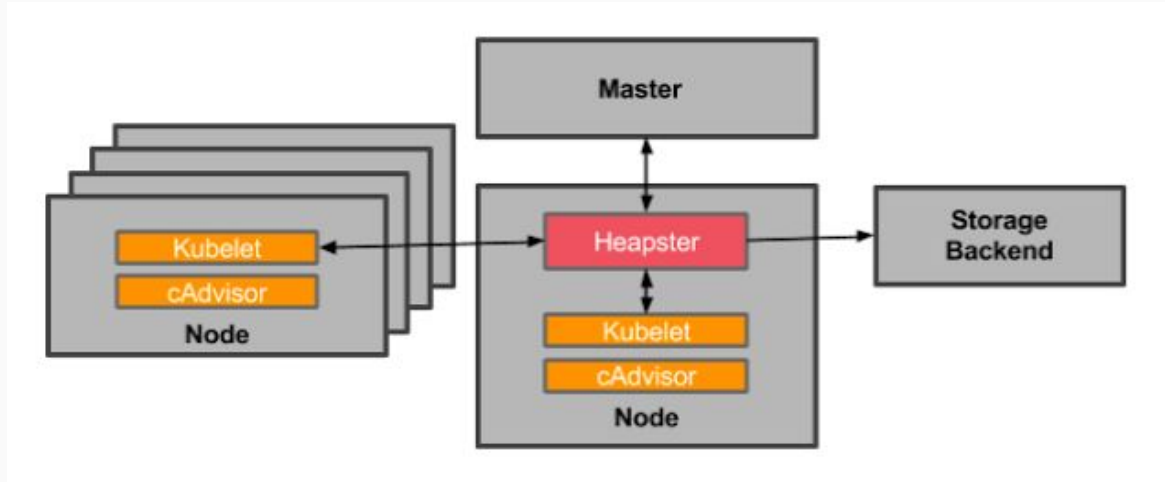 Master
Kubelet
cAdvisor
Node
Heapster
Kubelet
cAdvisor
Node
Storage
Backend